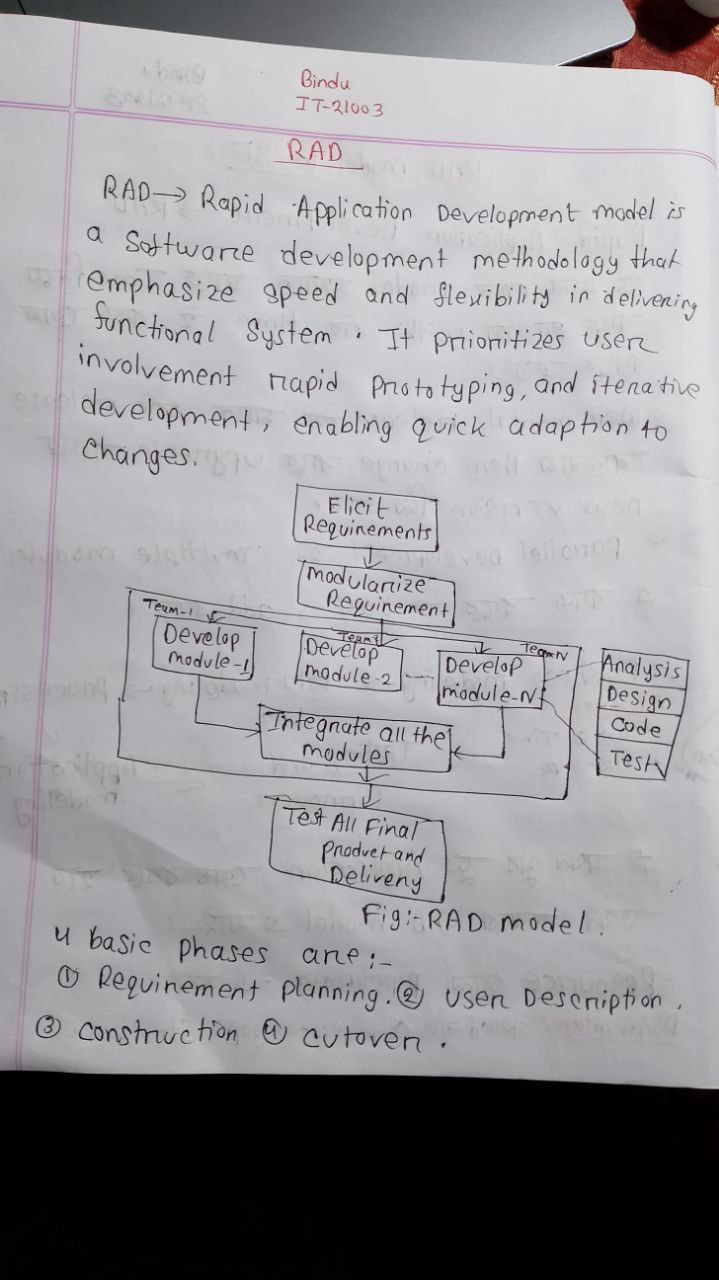 Bindu
IT-21003
RAD
RAD → Rapid Application Development model is
a Software development methodology that
emphasize speed and flexibility in delivering
functional System. It prioritizes user
involvement rapid prototyping, and iterative
development, enabling quick adaption to
changes.
Elicit
Requirements
Modularize
Requirement
Team-1
Develop
module-1
Develop
module-2
Team-N
Develop
module-N
Analysis
Design
Code
Test
Integrate all the
modules
Test All Final
Product and
Delivery
Fig:- RAD model.
4 basic phases are:-
① Requirement planning. ② User Description.
③ construction ④ cutover.